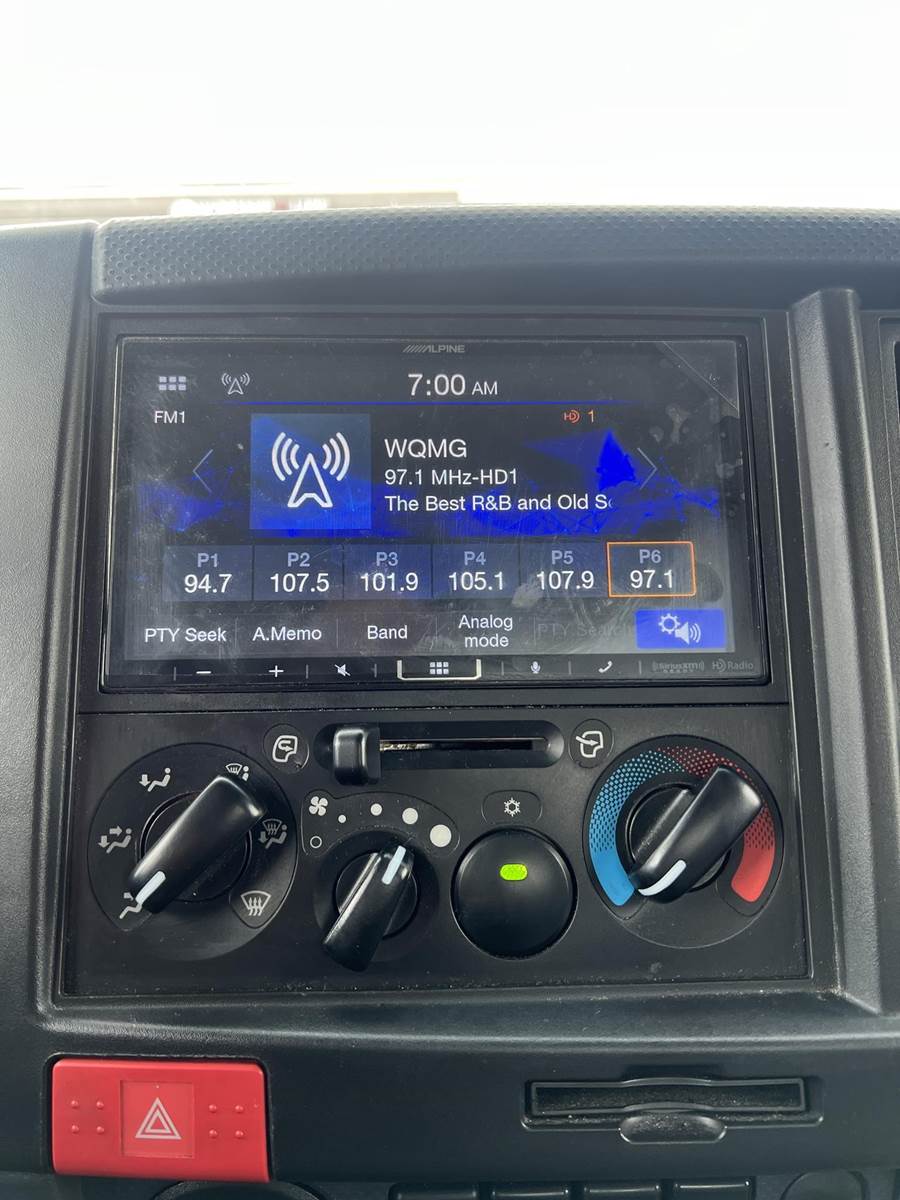 ALPINE
7:00 AM
FM1
HD 1
WQMG
97.1 MHz-HD1
The Best R&B and Old S
P1 P2 P3 P4 P5 P6
94.7 107.5 101.9 105.1 107.9 97.1
PTY Seek A.Memo Band Analog mode PTY Search
SiriusXM READY HD Radio